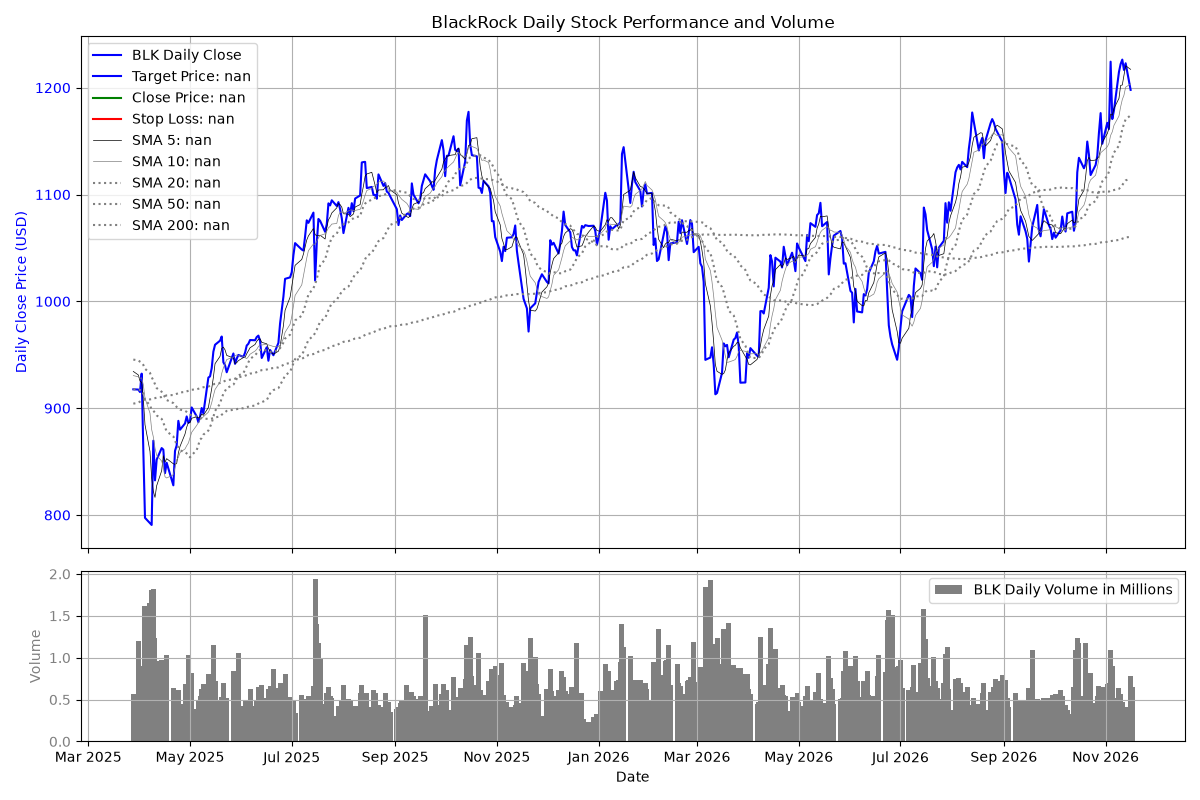 BlackRock Daily Stock Performance and Volume
BLK Daily Close
Target Price: nan
Close Price: nan
Stop Loss: nan
SMA 5: nan
SMA 10: nan
SMA 20: nan
SMA 50: nan
SMA 200: nan
Daily Close Price (USD)
1200
1100
1000
900
800
BLK Daily Volume in Millions
Volume
2.0
1.5
1.0
0.5
0.0
Mar 2025 May 2025 Jul 2025 Sep 2025 Nov 2025 Jan 2026 Mar 2026 May 2026 Jul 2026 Sep 2026 Nov 2026
Date